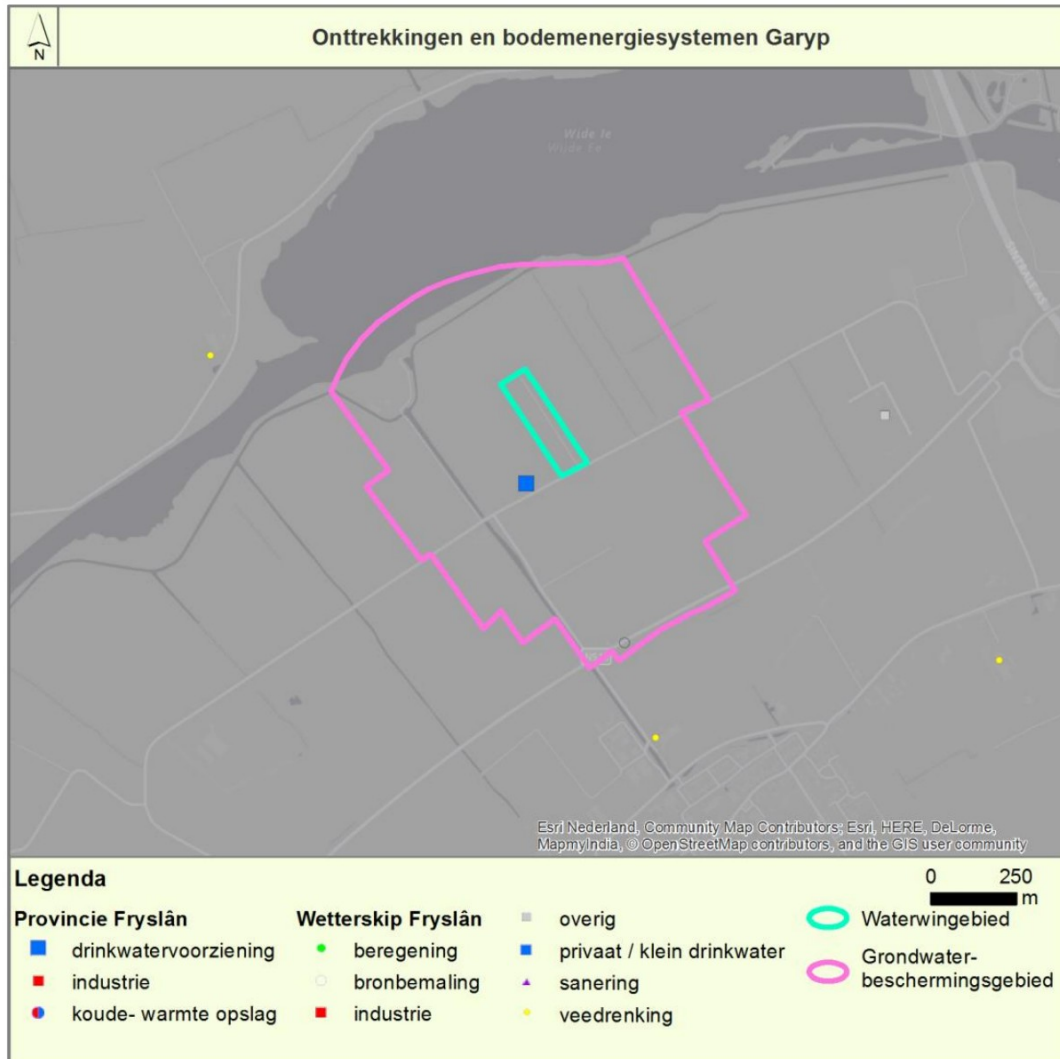 Onttrekkingen en bodemenergiesystemen Garyp
N
Wide Ie
Wijde Ee
Esri Nederland, Community Map Contributors; Esri, HERE, DeLorme,
MapmyIndia, © OpenStreetMap contributors, and the GIS user community
Legenda
0 250
m
Provincie Fryslân
drinkwatervoorziening
industrie
koude- warmte opslag
Wetterskip Fryslân
beregening
bronbemaling
industrie
overig
privaat / klein drinkwater
sanering
veedrenking
Waterwingebied
Grondwater-
beschermingsgebied